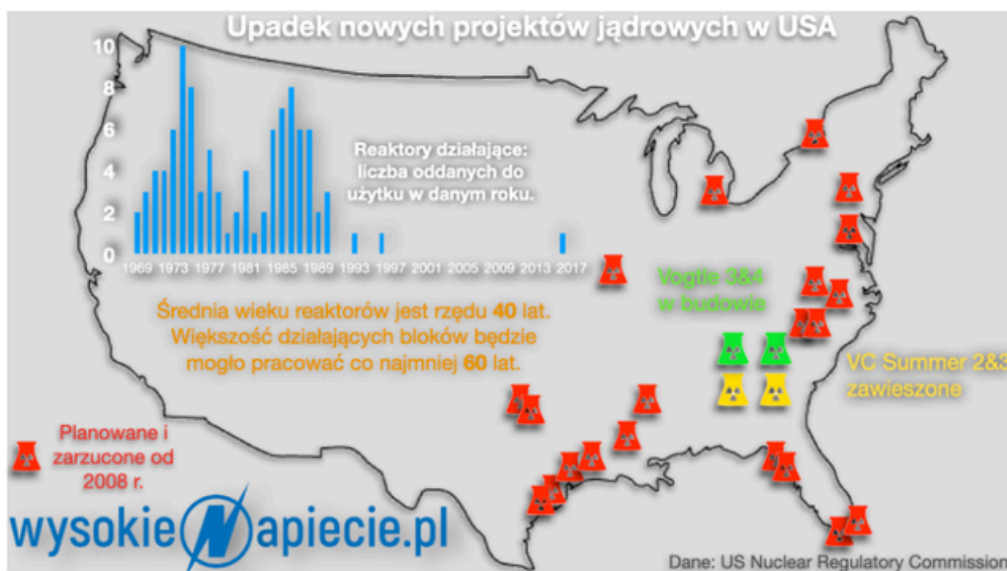 Upadek nowych projektów jądrowych w USA
10
8
6
4
2
0
1969 1973 1977 1981 1985 1989 1993 1997 2001 2005 2009 2013 2017
Reaktory działające:
liczba oddanych do
użytku w danym roku.
Średnia wieku reaktorów jest rzędu 40 lat.
Większość działających bloków będzie
mogło pracować co najmniej 60 lat.
Vogtle 3&4
w budowie
VC Summer 2&3
zawieszone
Planowane i
zarzucone od
2008 r.
wysokieNapiecie.pl
Dane: US Nuclear Regulatory Commission